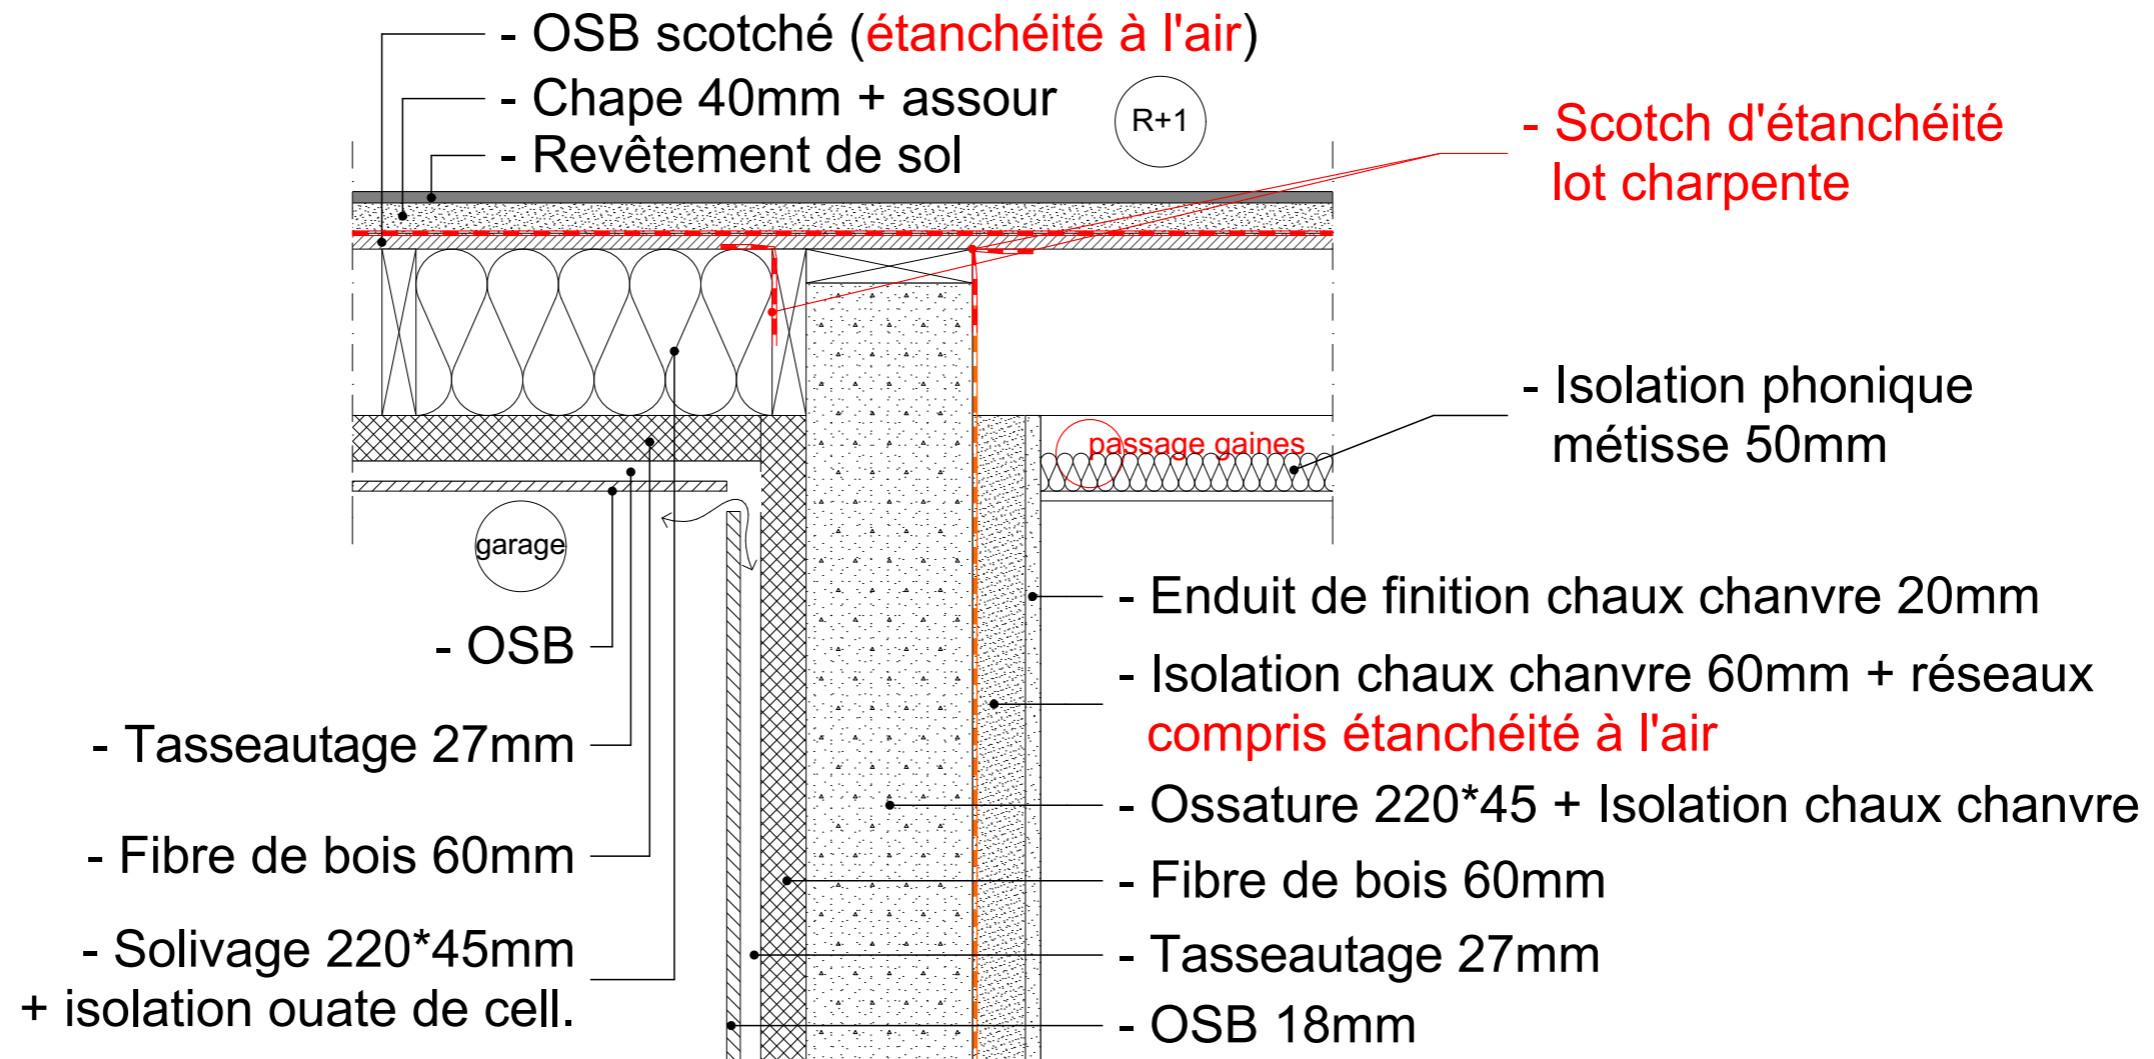 - OSB scotché (étanchéité à l'air)
- Chape 40mm + assour
- Revêtement de sol
R+1
- Scotch d'étanchéité
lot charpente
- Isolation phonique
métisse 50mm
passage gaines
garage
- OSB
- Tasseautage 27mm
- Fibre de bois 60mm
- Solivage 220*45mm
+ isolation ouate de cell.
- Enduit de finition chaux chanvre 20mm
- Isolation chaux chanvre 60mm + réseaux
compris étanchéité à l'air
- Ossature 220*45 + Isolation chaux chanvre
- Fibre de bois 60mm
- Tasseautage 27mm
- OSB 18mm